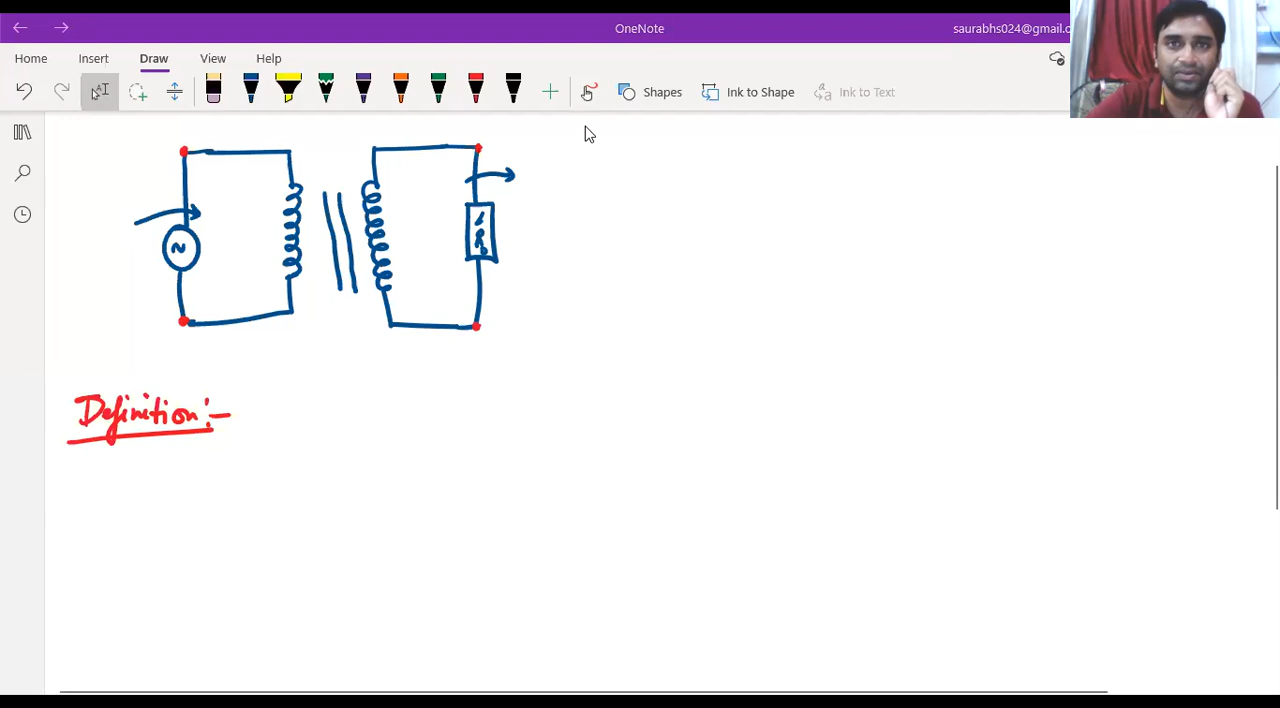 OneNote
saurabhs024@gmail.c
Home Insert Draw View Help
Shapes Ink to Shape Ink to Text
Definition:-